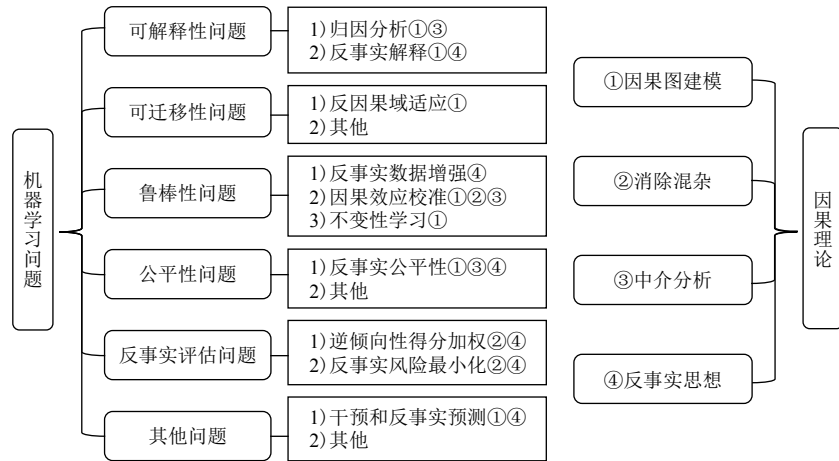 机器学习问题
可解释性问题
1)归因分析①③
2)反事实解释①④
可迁移性问题
1)反因果域适应①
2)其他
鲁棒性问题
1)反事实数据增强④
2)因果效应校准①②③
3)不变性学习①
公平性问题
1)反事实公平性①③④
2)其他
反事实评估问题
1)逆倾向性得分加权②④
2)反事实风险最小化②④
其他问题
1)干预和反事实预测①④
2)其他
①因果图建模
②消除混杂
③中介分析
④反事实思想
因果理论